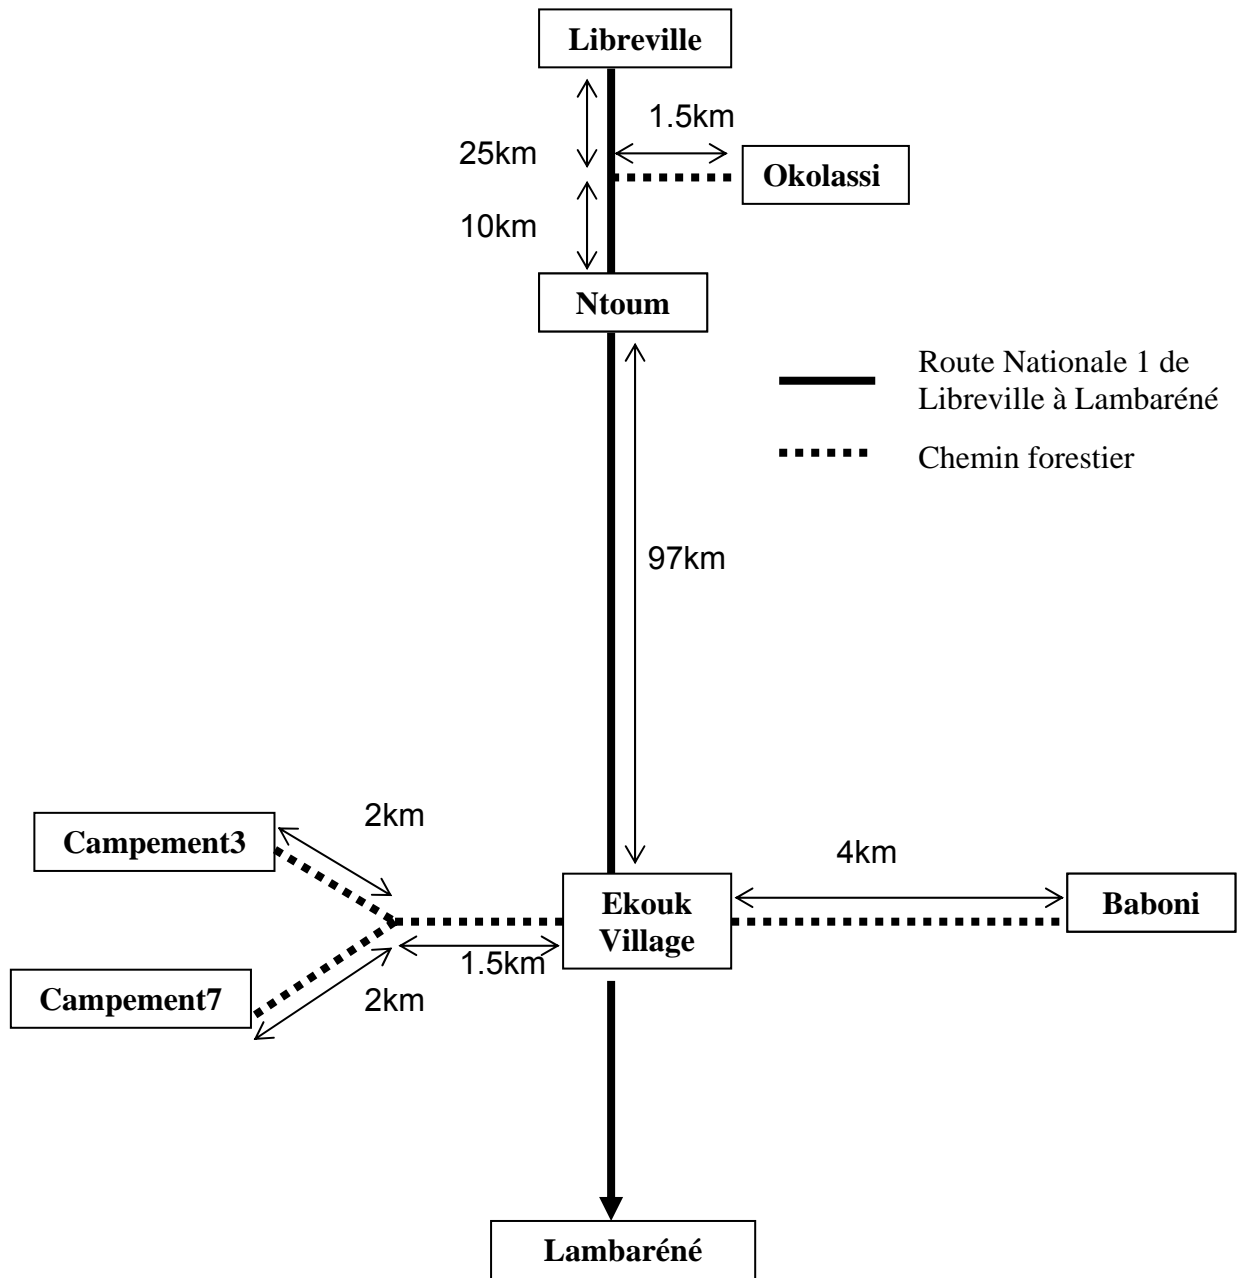 Libreville
1.5km
25km
Okolassi
10km
Ntoum
Route Nationale 1 de
Libreville à Lambaréné
Chemin forestier
97km
2km
Campement3
4km
Ekouk
Village
Baboni
1.5km
Campement7
2km
Lambaréné